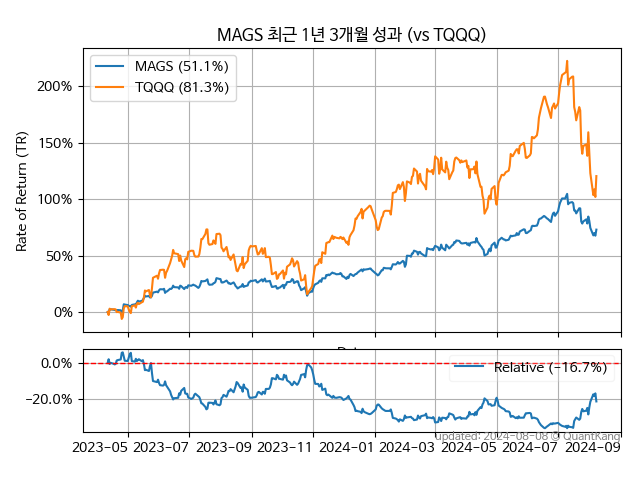 MAGS 최근 1년 3개월 성과 (vs TQQQ)
MAGS (51.1%)
TQQQ (81.3%)
Rate of Return (TR)
200%
150%
100%
50%
0%
Relative (−16.7%)
0.0%
−20.0%
2023−05 2023−07 2023−09 2023−11 2024−01 2024−03 2024−05 2024−07 2024−09
updated: 2024−08−08 @ QuantKang